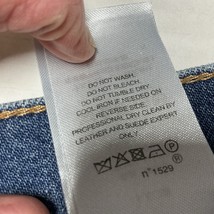 DO NOT WASH.
DO NOT BLEACH.
DO NOT TUMBLE DRY
COOL IRON IF NEEDED ON
REVERSE SIDE.
PROFESSIONAL DRY CLEAN BY
LEATHER AND SUEDE EXPERT
ONLY.
n°1529